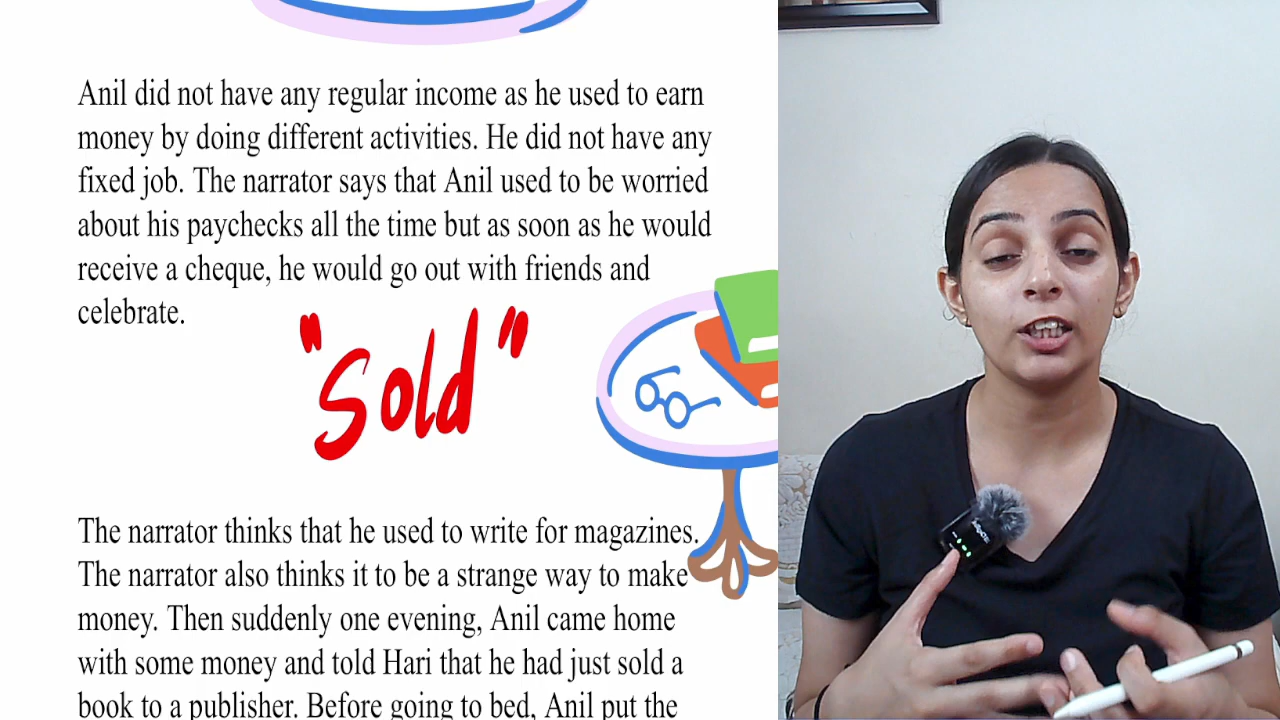 Anil did not have any regular income as he used to earn
money by doing different activities. He did not have any
fixed job. The narrator says that Anil used to be worried
about his paychecks all the time but as soon as he would
receive a cheque, he would go out with friends and
celebrate.
"Sold"
The narrator thinks that he used to write for magazines.
The narrator also thinks it to be a strange way to make
money. Then suddenly one evening, Anil came home
with some money and told Hari that he had just sold a
book to a publisher. Before going to bed, Anil put the